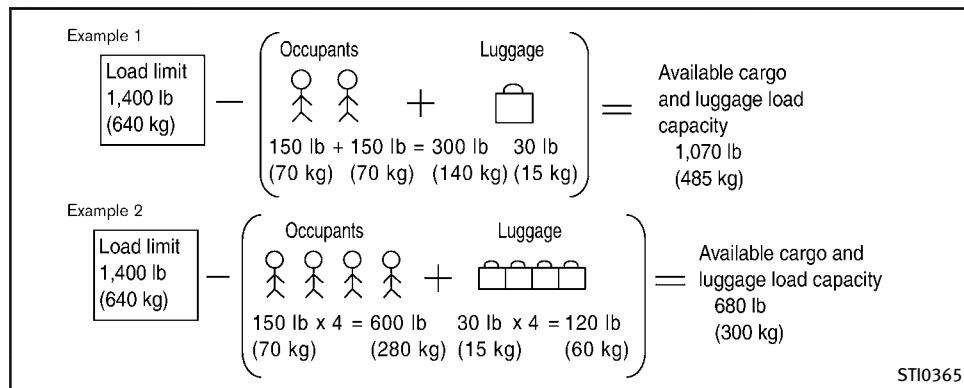 Example 1
Load limit
1,400 lb
(640 kg)
−
Occupants
+
Luggage
150 lb + 150 lb = 300 lb 30 lb
(70 kg) (70 kg) (140 kg) (15 kg)
=
Available cargo
and luggage load
capacity
1,070 lb
(485 kg)
Example 2
Load limit
1,400 lb
(640 kg)
−
Occupants
+
Luggage
150 lb x 4 = 600 lb 30 lb x 4 = 120 lb
(70 kg) (280 kg) (15 kg) (60 kg)
=
Available cargo and
luggage load capacity
680 lb
(300 kg)
STI0365